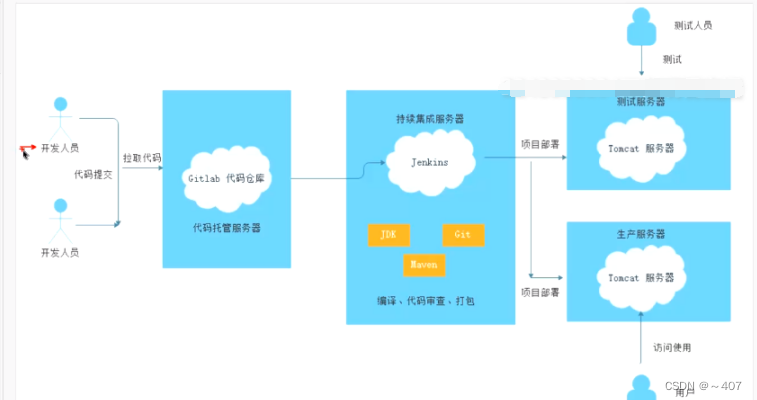 测试人员
测试
开发人员
代码提交
开发人员
拉取代码
Gitlab 代码仓库
代码托管服务器
持续集成服务器
Jenkins
JDE
Git
Maven
编译、代码审查、打包
项目部署
项目部署
测试服务器
Tomcat 服务器
生产服务器
Tomcat 服务器
访问使用
用户
CSDN @～407